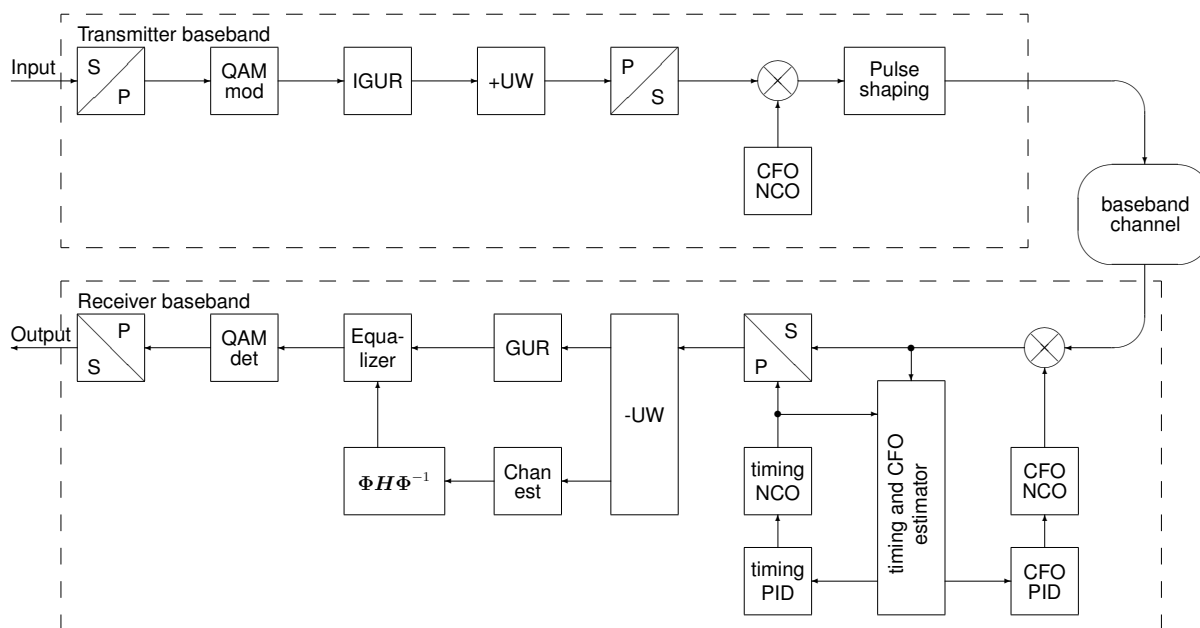 Transmitter baseband
Input
S
P
QAM
mod
IGUR
+UW
P
S
Pulse
shaping
CFO
NCO
baseband
channel
Receiver baseband
Output
P
S
QAM
det
Equa-
lizer
GUR
-UW
S
P
ΦHΦ⁻¹
Chan
est
timing
NCO
timing and CFO
estimator
CFO
NCO
timing
PID
CFO
PID